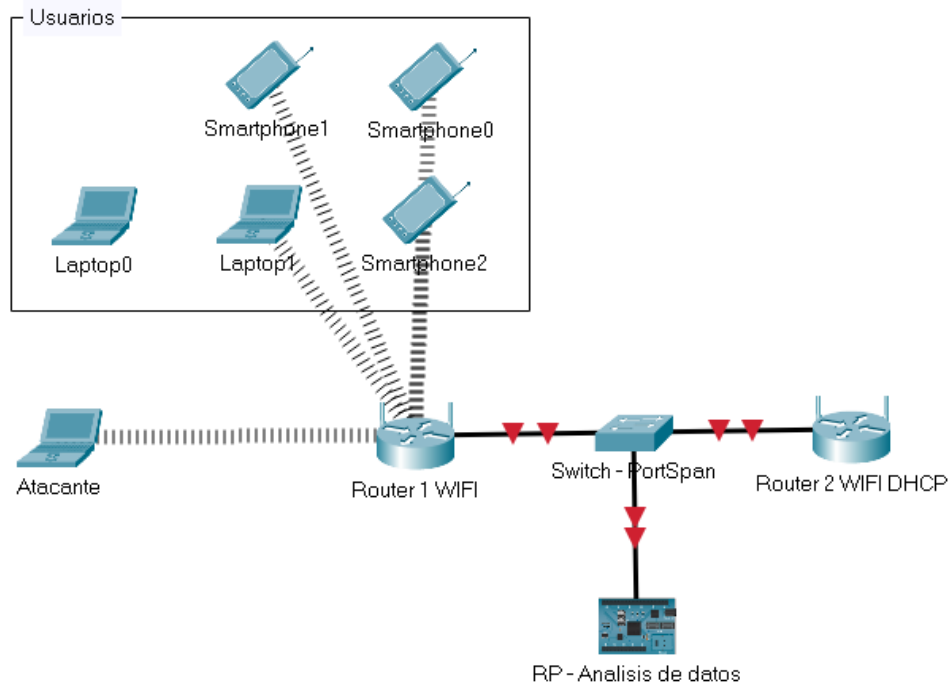 Usuarios
Smartphone1
Smartphone0
Laptop0
Laptop1
Smartphone2
Atacante
Router 1 WIFI
Switch - PortSpan
Router 2 WIFI DHCP
RP - Analisis de datos